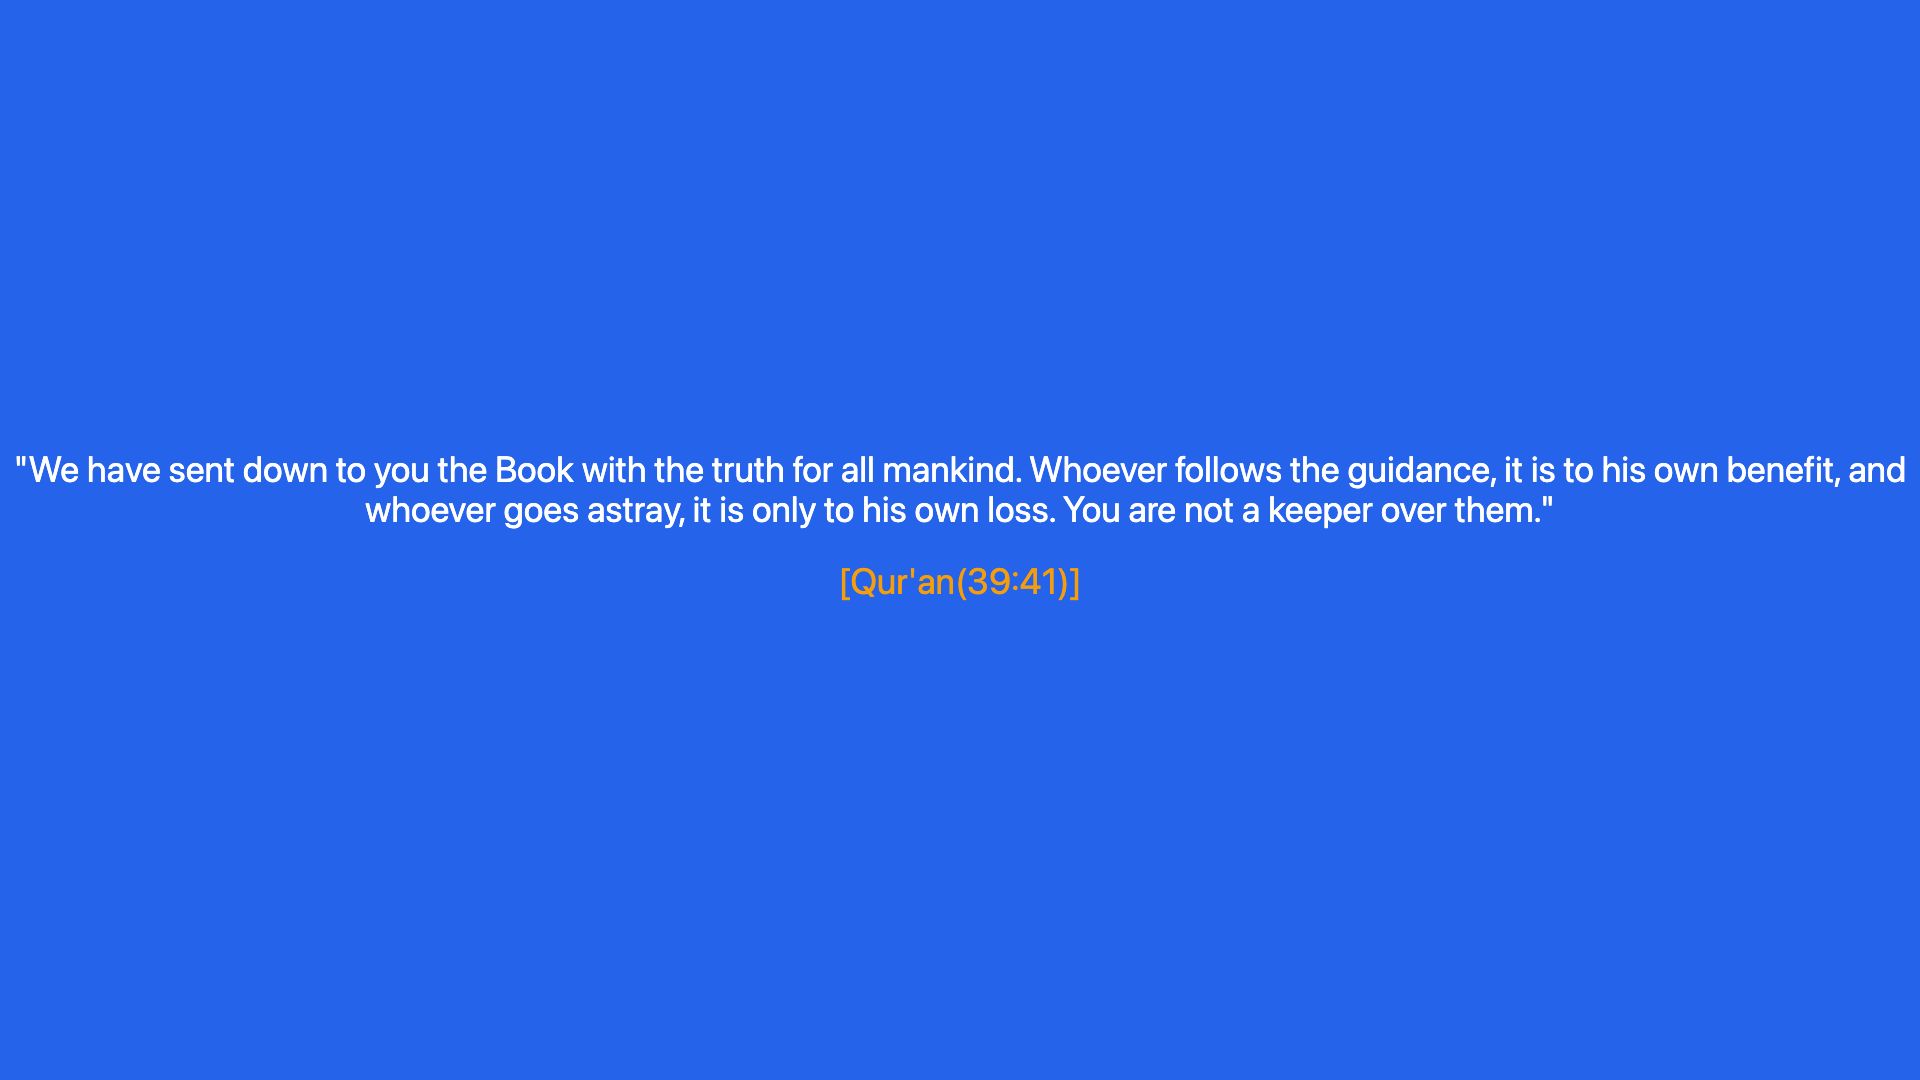 "We have sent down to you the Book with the truth for all mankind. Whoever follows the guidance, it is to his own benefit, and
whoever goes astray, it is only to his own loss. You are not a keeper over them."
[Qur'an(39:41)]